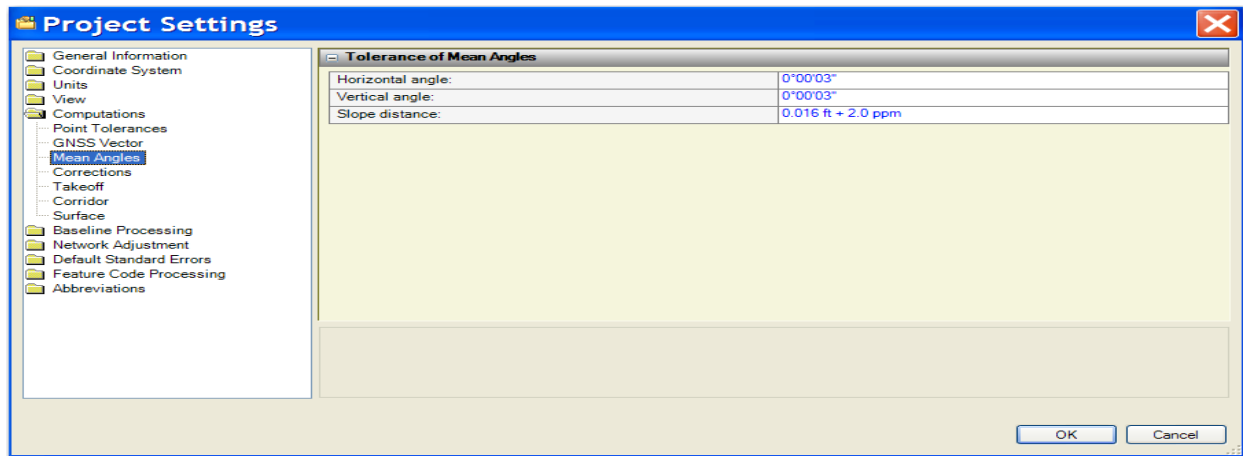 Project Settings
General Information
Coordinate System
Units
View
Computations
Point Tolerances
GNSS Vector
Mean Angles
Corrections
Takeoff
Corridor
Surface
Baseline Processing
Network Adjustment
Default Standard Errors
Feature Code Processing
Abbreviations
Tolerance of Mean Angles
Horizontal angle: 0°00'03"
Vertical angle: 0°00'03"
Slope distance: 0.016 ft + 2.0 ppm
OK Cancel